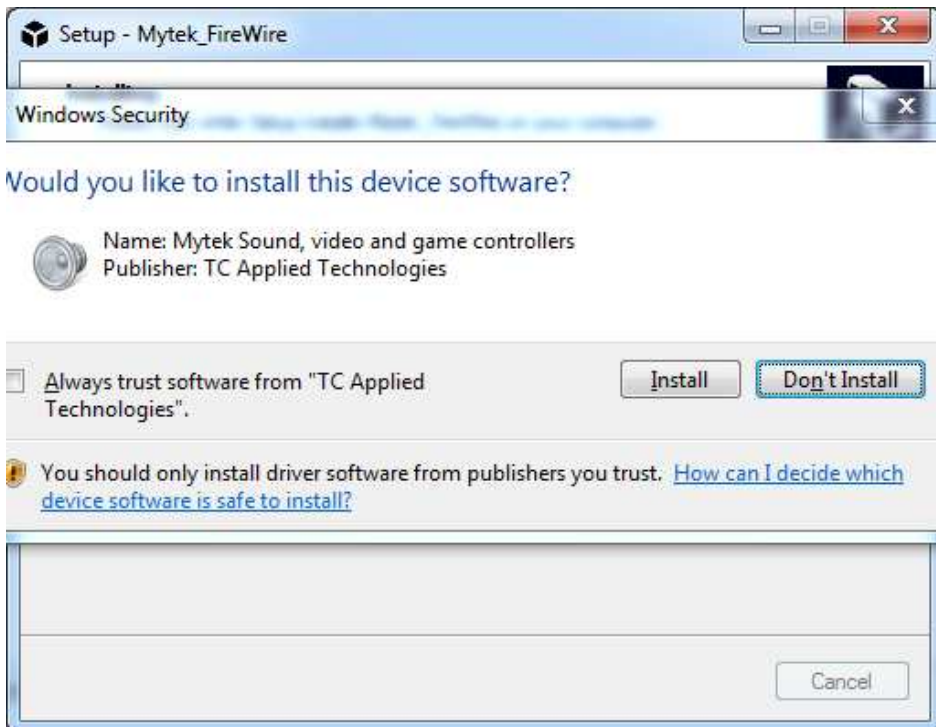 Setup - Mytek_FireWire
Windows Security
Would you like to install this device software?
Name: Mytek Sound, video and game controllers
Publisher: TC Applied Technologies
Always trust software from "TC Applied
Technologies".
Install
Don't Install
You should only install driver software from publishers you trust. How can I decide which
device software is safe to install?
Cancel